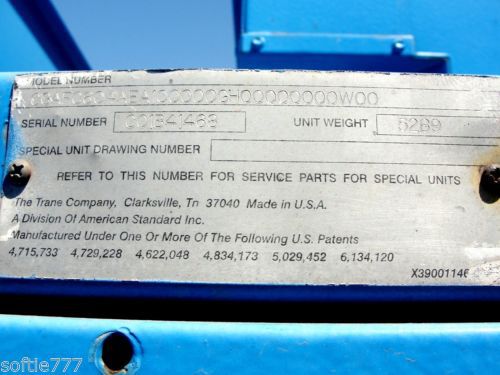 MODEL NUMBER
SERIAL NUMBER C01B41468 UNIT WEIGHT 5289
SPECIAL UNIT DRAWING NUMBER
REFER TO THIS NUMBER FOR SERVICE PARTS FOR SPECIAL UNITS
The Trane Company, Clarksville, Tn 37040 Made in U.S.A.
A Division Of American Standard Inc.
Manufactured Under One Or More Of The Following U.S. Patents
4,715,733 4,729,228 4,622,048 4,834,173 5,029,452 6,134,120
X39001146
softie777